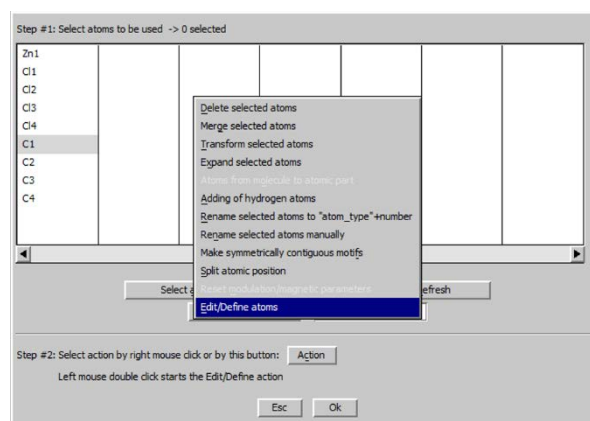 Step #1: Select atoms to be used -> 0 selected
Zn1
Cl1
Cl2
Cl3
Cl4
C1
C2
C3
C4
Delete selected atoms
Merge selected atoms
Transform selected atoms
Expand selected atoms
Atoms from molecule to atomic part
Adding of hydrogen atoms
Rename selected atoms to "atom_type"+number
Rename selected atoms manually
Make symmetrically contiguous motifs
Split atomic position
Reset modulation/magnetic parameters
Edit/Define atoms
Select
efresh
Step #2: Select action by right mouse click or by this button: Action
Left mouse double click starts the Edit/Define action
Esc Ok